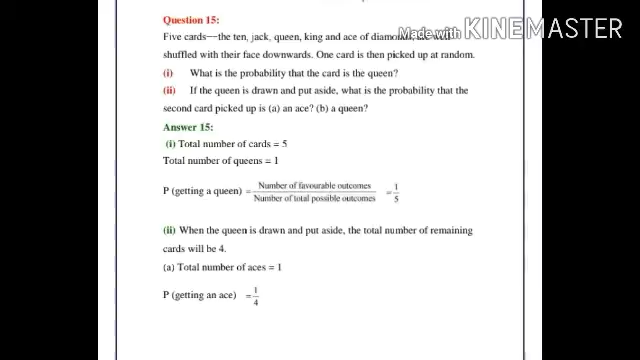 Question 15:
Made with KINEMASTER
Five cards—the ten, jack, queen, king and ace of diamonds, are well
shuffled with their face downwards. One card is then picked up at random.
(i) What is the probability that the card is the queen?
(ii) If the queen is drawn and put aside, what is the probability that the
second card picked up is (a) an ace? (b) a queen?
Answer 15:
(i) Total number of cards = 5
Total number of queens = 1
P (getting a queen) = Number of favourable outcomes / Number of total possible outcomes = 1/5
(ii) When the queen is drawn and put aside, the total number of remaining
cards will be 4.
(a) Total number of aces = 1
P (getting an ace) = 1/4